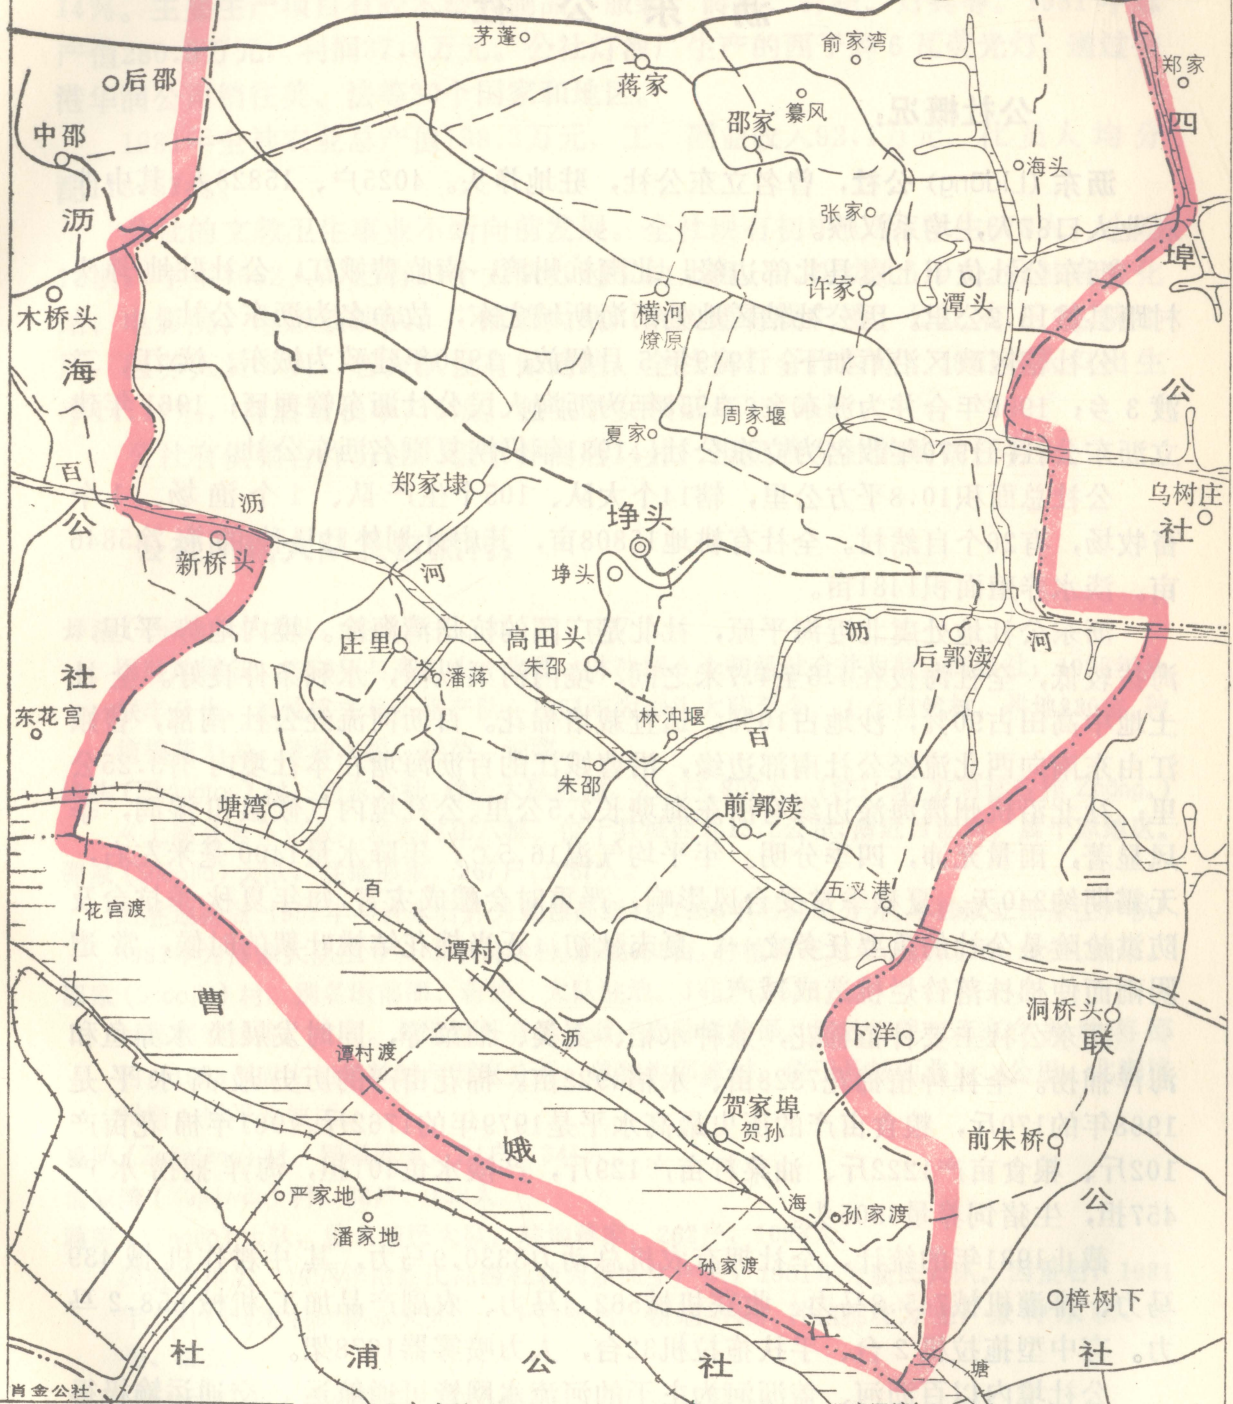 茅蓬
俞家湾
郑家
后邵
蒋家
纂风
邵家
四
中邵
海头
沥
张家
埠
木桥头
横河
燎原
许家
潭头
海
公
夏家
周家堰
百
郑家埭
乌树庄
沥
公
埄头
社
新桥头
河
埄头
庄里
高田头
朱邵
沥
后郭渎
河
潘蒋
社
东花宫
林冲堰
百
朱邵
塘湾
前郭渎
百
五叉港
三
花宫渡
谭村
曹
洞桥头
联
谭村渡
沥
下洋
贺家埠
贺孙
前朱桥
娥
严家地
潘家地
海
孙家渡
公
孙家渡
樟树下
江
社
浦
公
社
塘
社
肖金公社